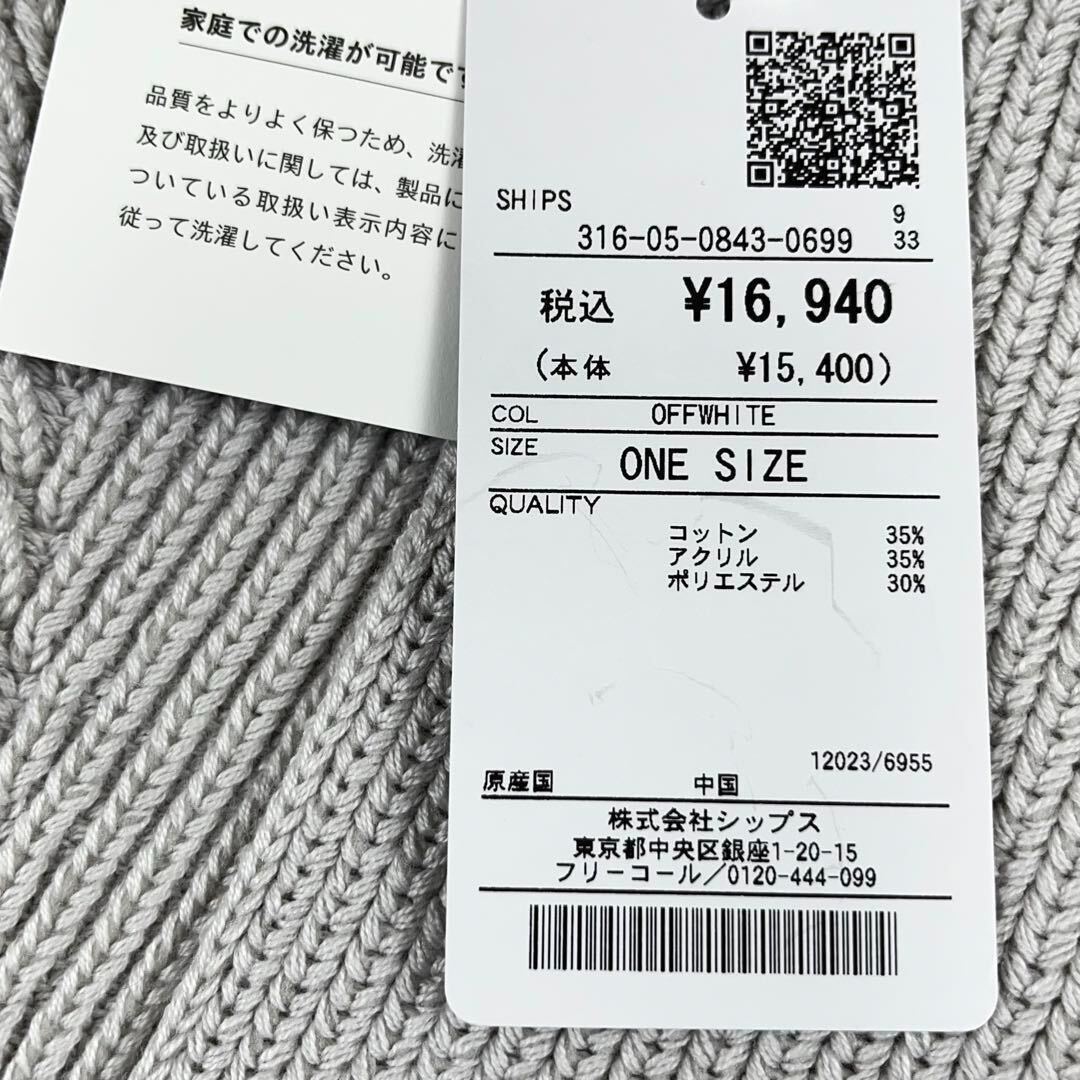 家庭での洗濯が可能です
品質をよりよく保つため、洗濯
及び取扱いに関しては、製品に
ついている取扱い表示内容に
従って洗濯してください。
SHIPS 9
316-05-0843-0699 33
税込 ¥16,940
(本体 ¥15,400)
COL OFFWHITE
SIZE ONE SIZE
QUALITY
コットン 35%
アクリル 35%
ポリエステル 30%
12023/6955
原産国 中国
株式会社シップス
東京都中央区銀座1-20-15
フリーコール/0120-444-099